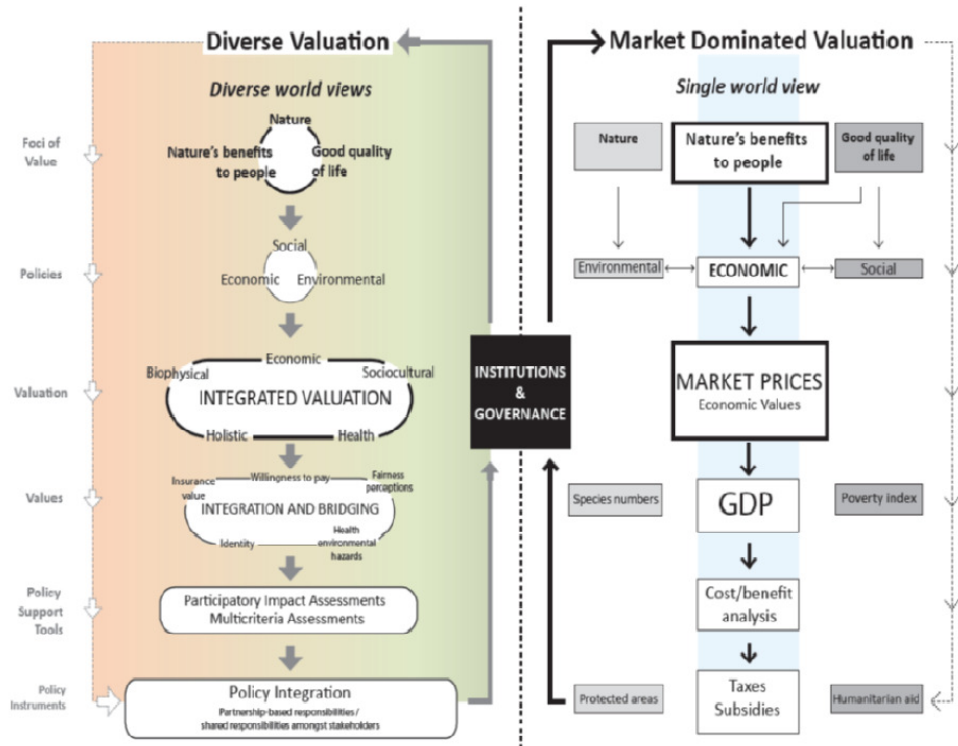 Diverse Valuation
Market Dominated Valuation
Diverse world views
Single world view
Foci of
Value
Nature
Nature's benefits
to people
Good quality
of life
Nature
Nature's benefits
to people
Good quality
of life
Policies
Social
Economic
Environmental
Environmental
ECONOMIC
Social
Valuation
Economic
Biophysical
Sociocultural
INTEGRATED VALUATION
Holistic
Health
INSTITUTIONS
&
GOVERNANCE
MARKET PRICES
Economic Values
Values
Insurance
value
Willingness to pay
Fairness
perceptions
INTEGRATION AND BRIDGING
Identity
Health
environmental
hazards
Species numbers
GDP
Poverty index
Policy
Support
Tools
Participatory Impact Assessments
Multicriteria Assessments
Cost/benefit
analysis
Policy
Instruments
Policy Integration
Partnership-based responsibilities/
shared responsibilities amongst stakeholders
Protected areas
Taxes
Subsidies
Humanitarian aid